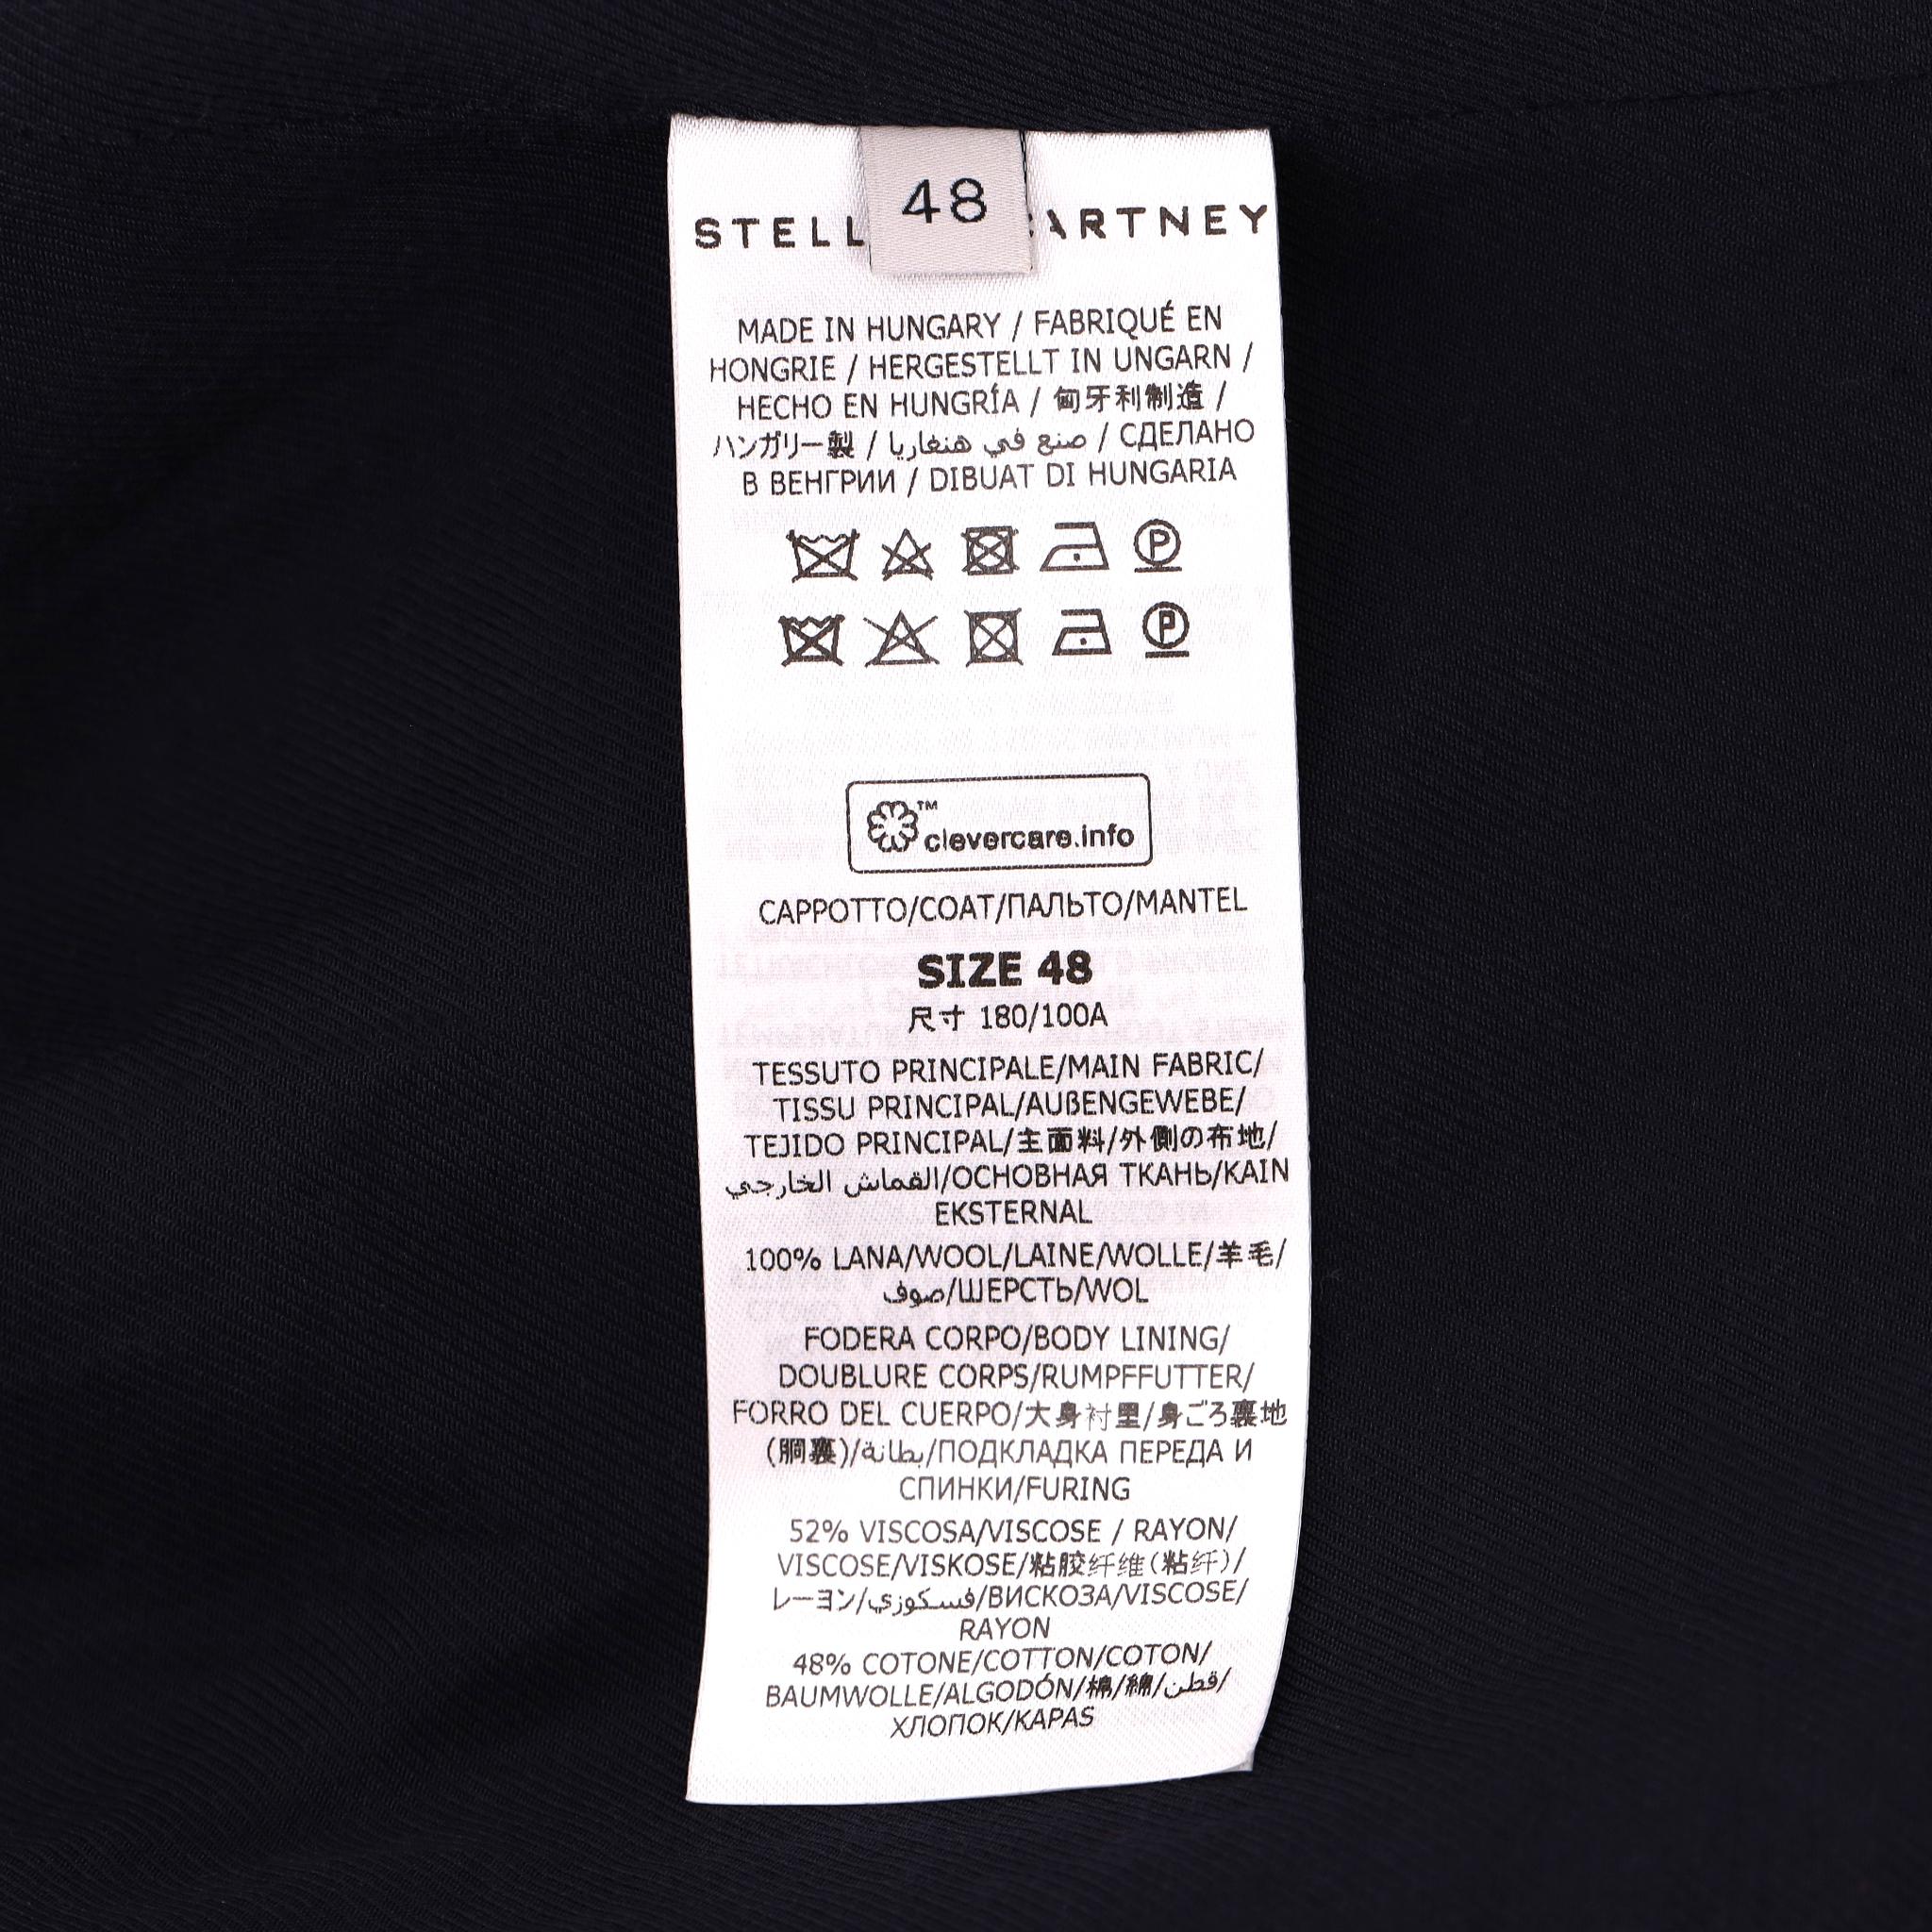 48
STELL ARTNEY
MADE IN HUNGARY / FABRIQUÉ EN
HONGRIE / HERGESTELLT IN UNGARN /
HECHO EN HUNGRÍA / 匈牙利制造 /
ハンガリー製 / صنع في هنغاريا / СДЕЛАНО
В ВЕНГРИИ / DIBUAT DI HUNGARIA
P
P
™
clevercare.info
CAPPOTTO/COAT/ПАЛЬТО/MANTEL
SIZE 48
尺寸 180/100A
TESSUTO PRINCIPALE/MAIN FABRIC/
TISSU PRINCIPAL/AUßENGEWEBE/
TEJIDO PRINCIPAL/主面料/外側の布地/
القماش الخارجي/ОСНОВНАЯ ТКАНЬ/KAIN
EKSTERNAL
100% LANA/WOOL/LAINE/WOLLE/羊毛/
صوف/ШЕРСТЬ/WOL
FODERA CORPO/BODY LINING/
DOUBLURE CORPS/RUMPFFUTTER/
FORRO DEL CUERPO/大身衬里/身ごろ裏地
(胴裏)/بطانة/ПОДКЛАДКА ПЕРЕДА И
СПИНКИ/FURING
52% VISCOSA/VISCOSE / RAYON/
VISCOSE/VISKOSE/粘胶纤维(粘纤)/
レーヨン/فسكوزي/ВИСКОЗА/VISCOSE/
RAYON
48% COTONE/COTTON/COTON/
BAUMWOLLE/ALGODÓN/棉/綿/قطن/
ХЛОПОК/KAPAS